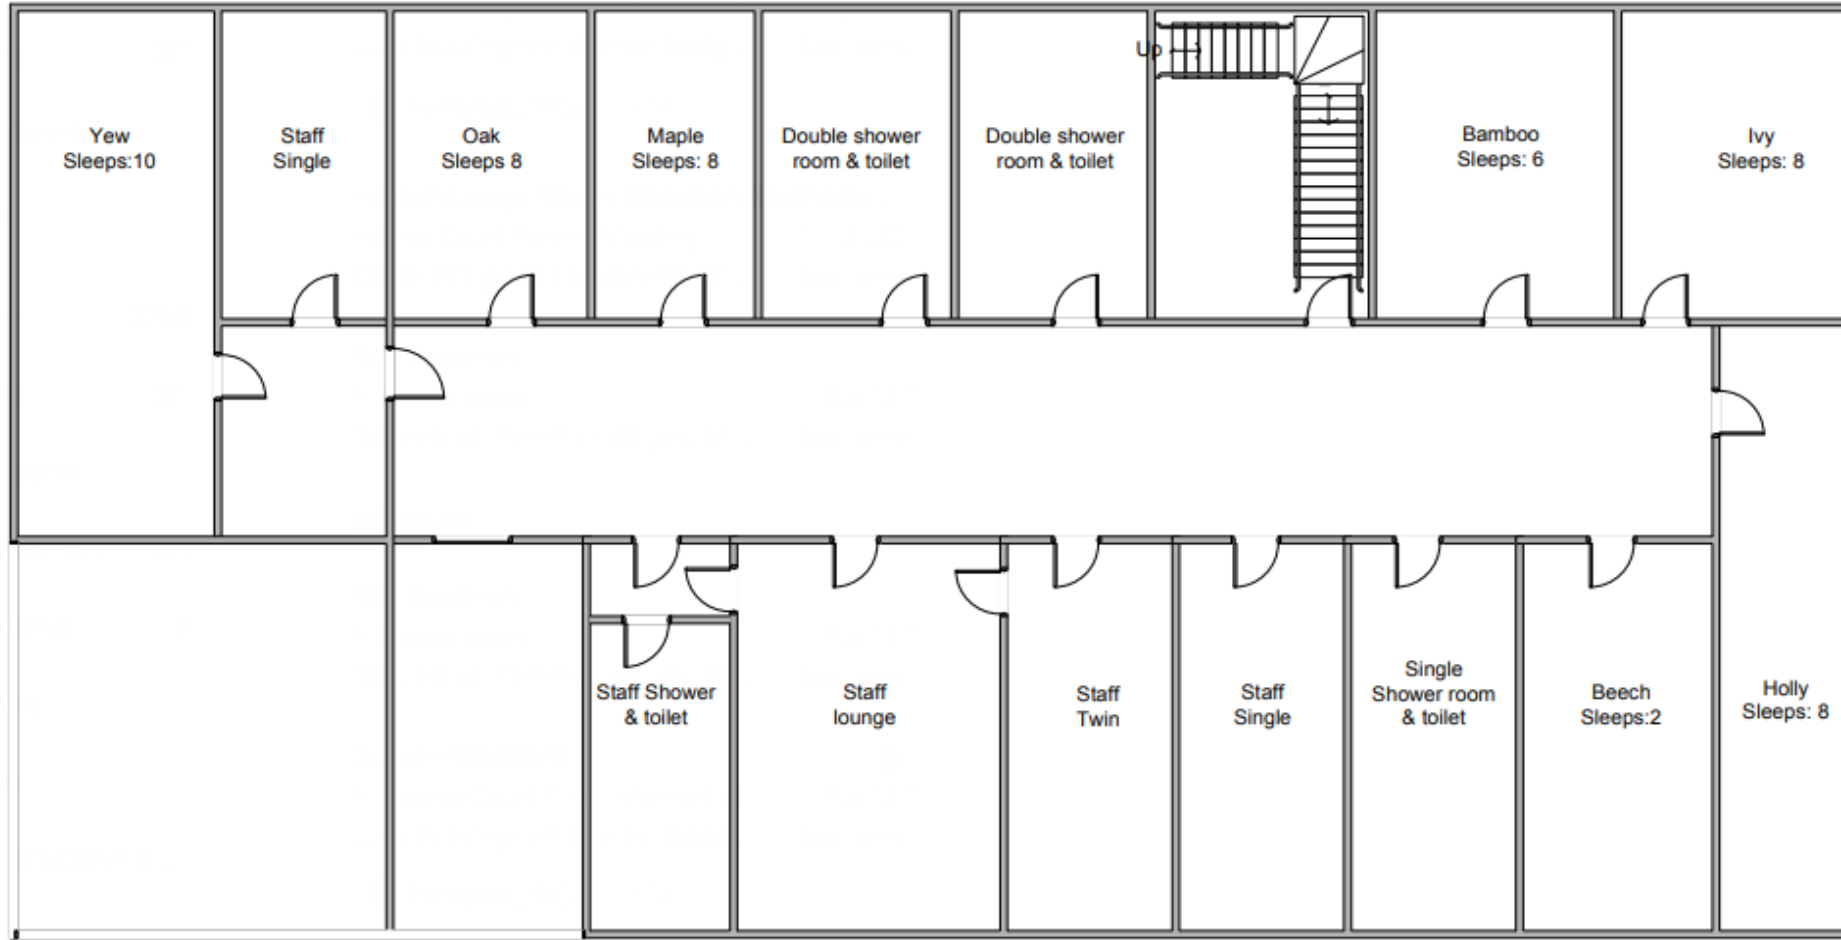 Up
Yew
Sleeps:10
Staff
Single
Oak
Sleeps 8
Maple
Sleeps: 8
Double shower
room & toilet
Double shower
room & toilet
Bamboo
Sleeps: 6
Ivy
Sleeps: 8
Staff Shower
& toilet
Staff
lounge
Staff
Twin
Staff
Single
Single
Shower room
& toilet
Beech
Sleeps:2
Holly
Sleeps: 8